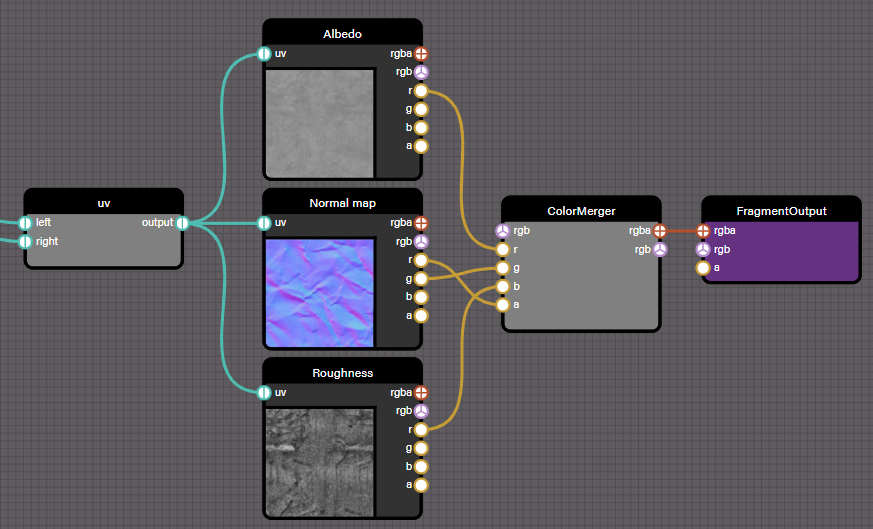 uv
left
output
right
Albedo
uv
rgba
rgb
r
g
b
a
Normal map
uv
rgba
rgb
r
g
b
a
Roughness
uv
rgba
rgb
r
g
b
a
ColorMerger
rgb
rgba
r
rgb
g
b
a
FragmentOutput
rgba
rgb
a